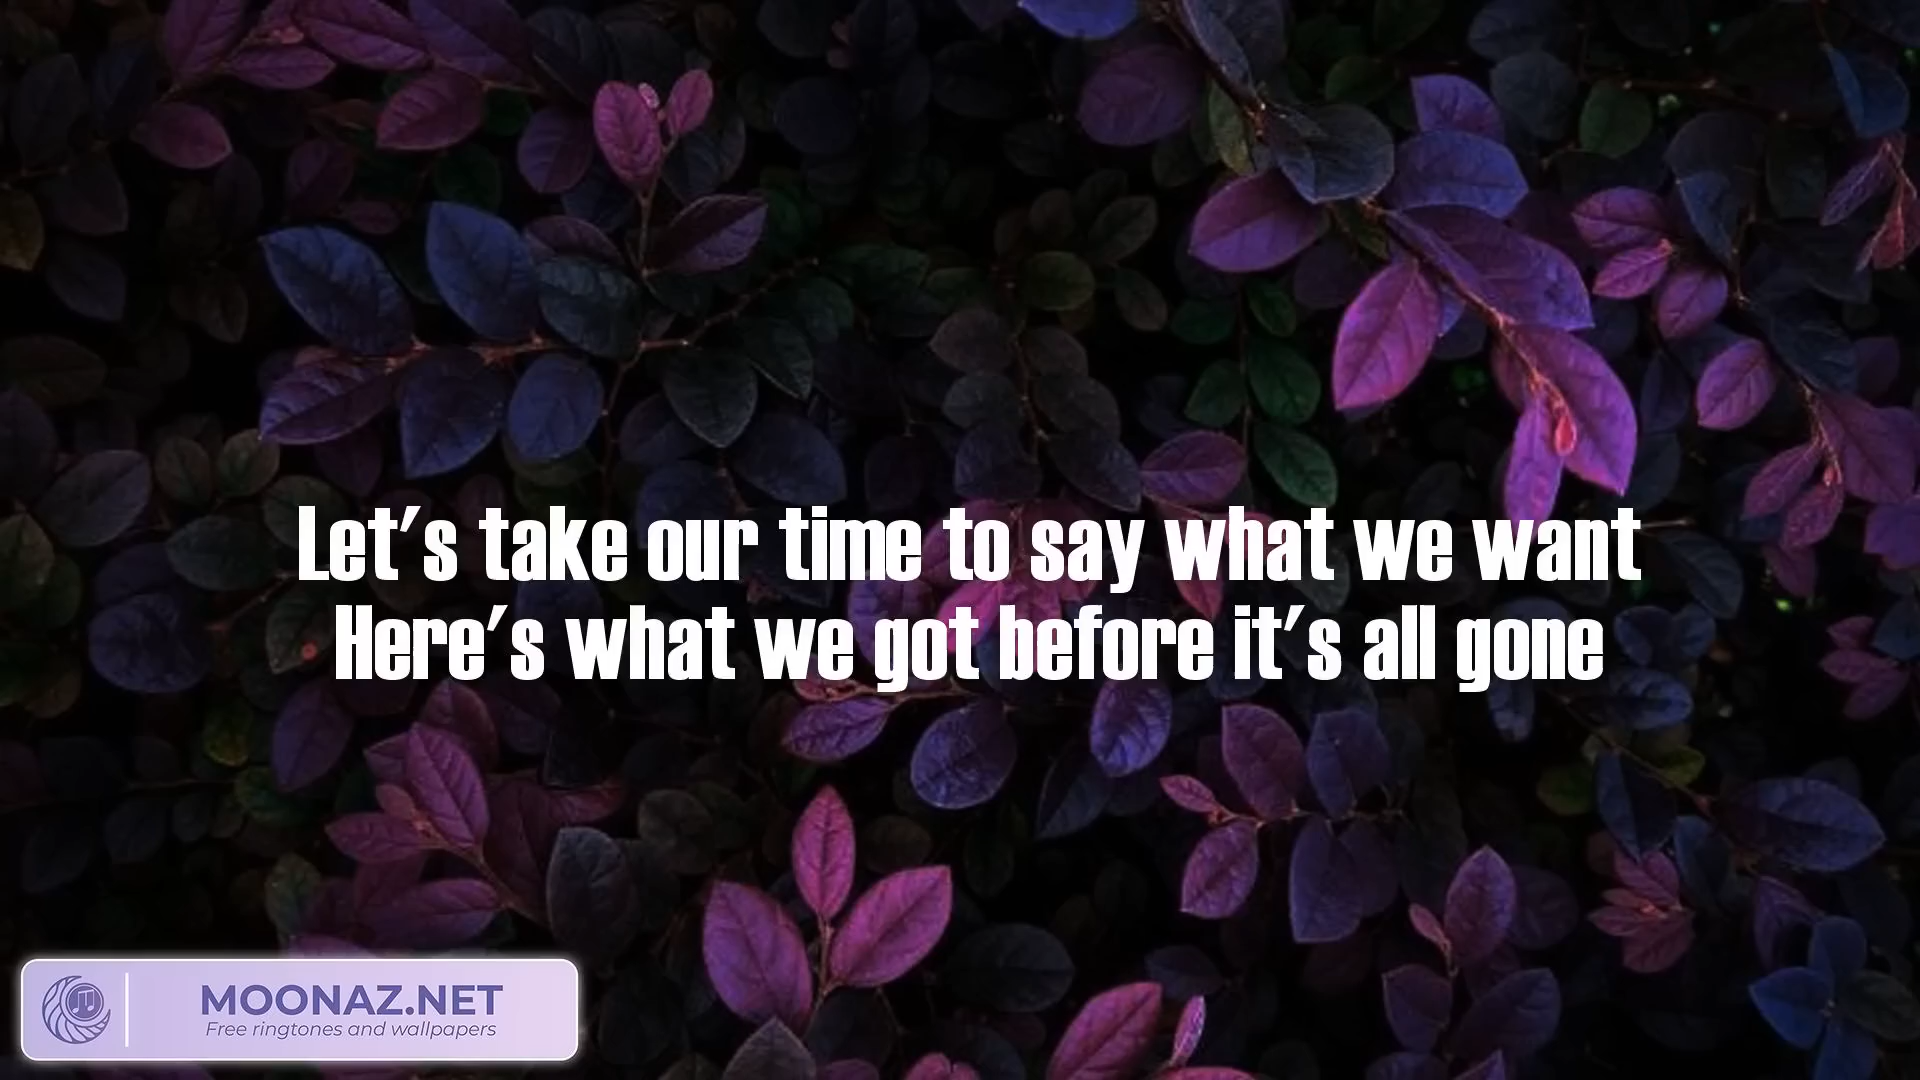 Let's take our time to say what we want
Here's what we got before it's all gone
MOONAZ.NET
Free ringtones and wallpapers